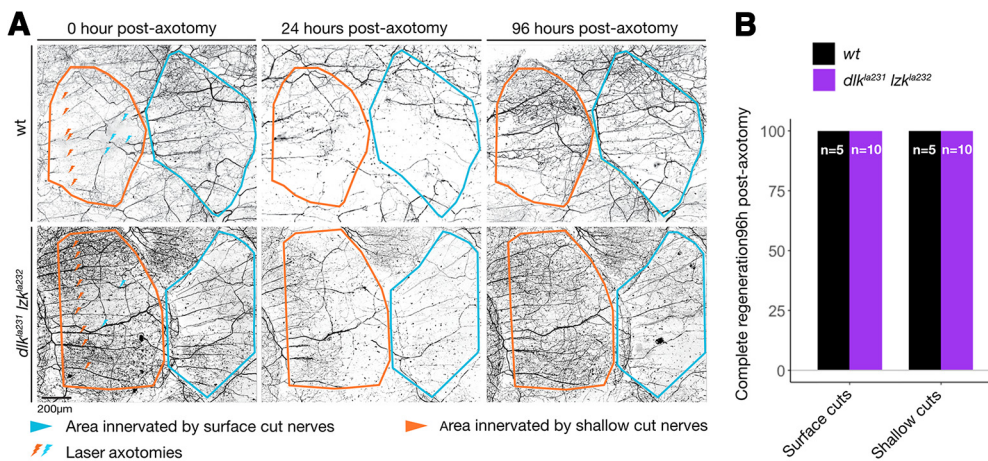 A
0 hour post-axotomy
24 hours post-axotomy
96 hours post-axotomy
wt
dlk^la231 lzk^la232
200µm
Area innervated by surface cut nerves
Area innervated by shallow cut nerves
Laser axotomies
B
wt
dlk^la231 lzk^la232
Complete regeneration96h post-axotomy
100
75
50
25
0
n=5
n=10
n=5
n=10
Surface cuts
Shallow cuts